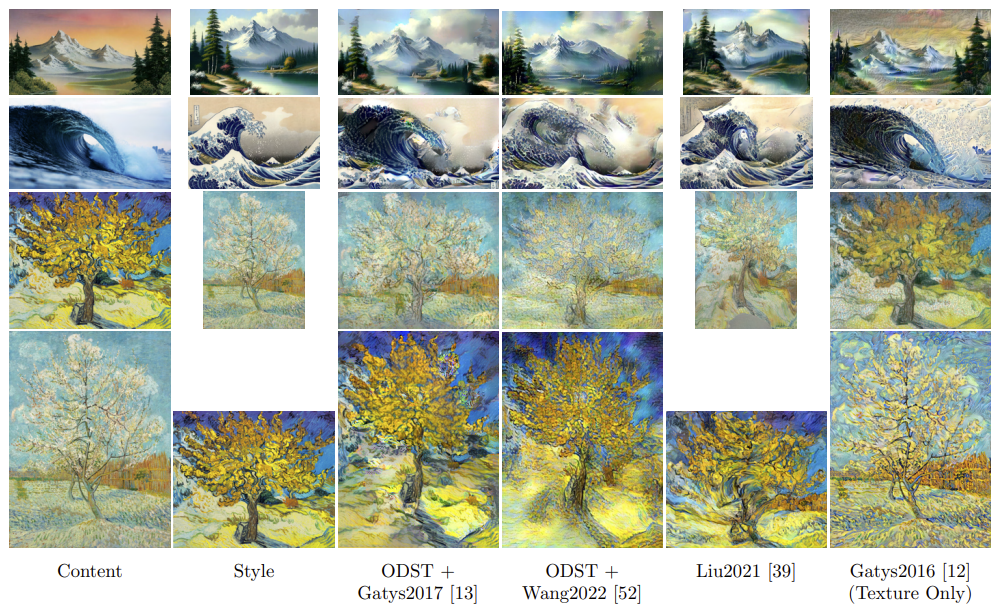 Content
Style
ODST +
Gatys2017 [13]
ODST +
Wang2022 [52]
Liu2021 [39]
Gatys2016 [12]
(Texture Only)